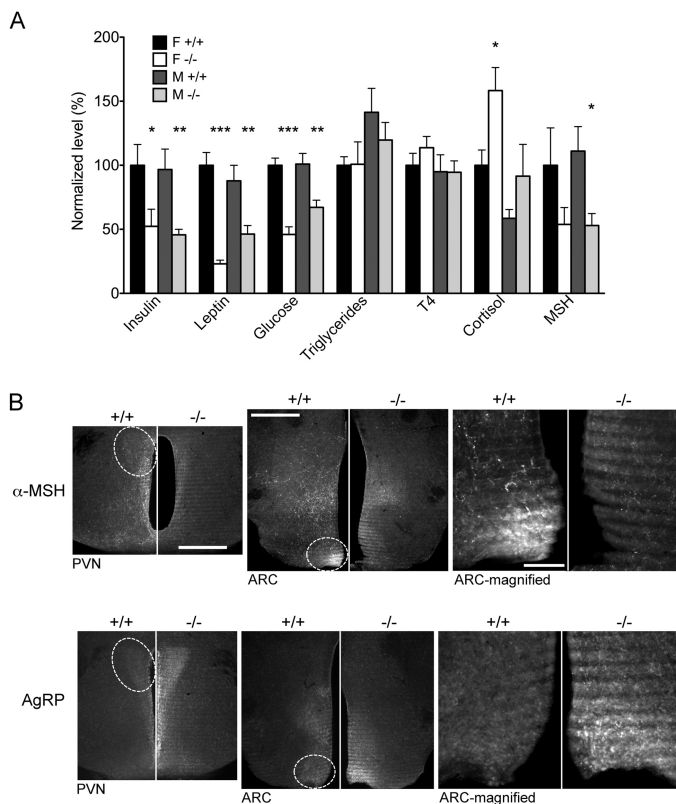 A
Normalized level (%)
200
150
100
50
0
F +/+
F -/-
M +/+
M -/-
* ** *** ** *** ** * *
Insulin Leptin Glucose Triglycerides T4 Cortisol MSH
B
+/+ -/- +/+ -/- +/+ -/-
α-MSH
PVN ARC ARC-magnified
+/+ -/- +/+ -/- +/+ -/-
AgRP
PVN ARC ARC-magnified